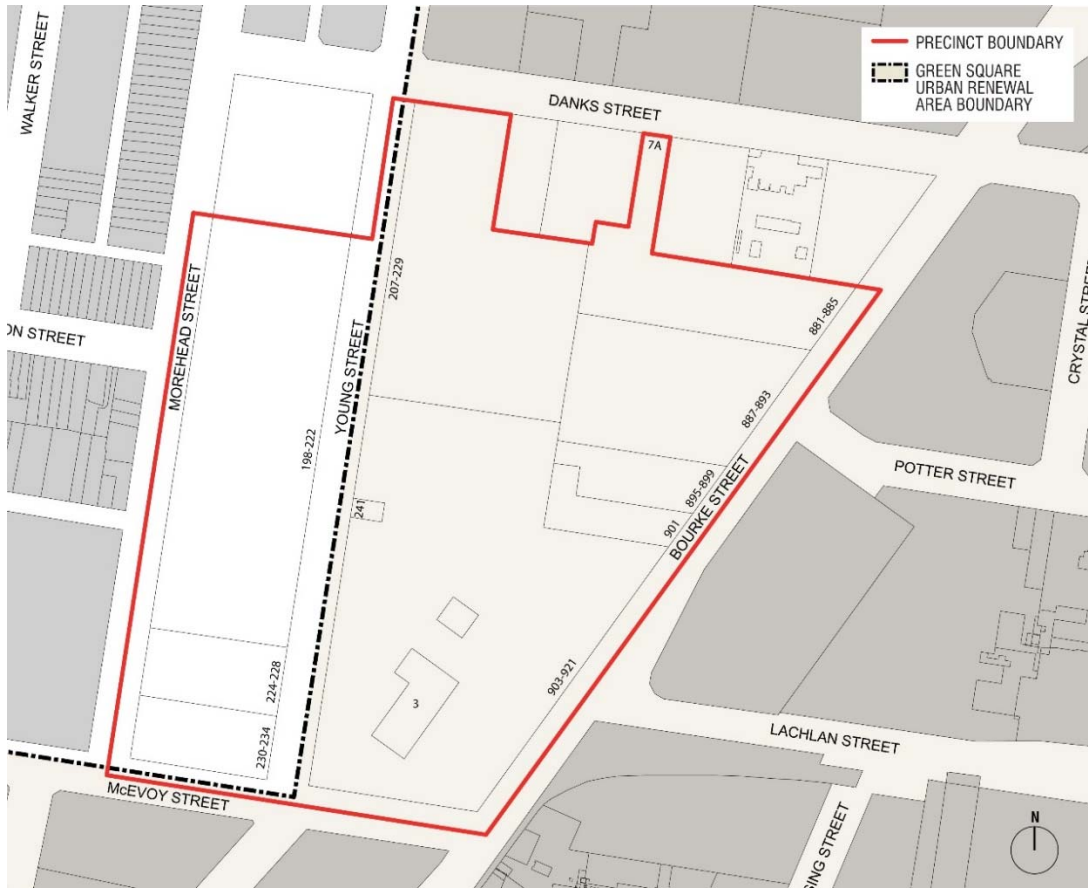 WALKER STREET
PRECINCT BOUNDARY
GREEN SQUARE
URBAN RENEWAL
AREA BOUNDARY
DANKS STREET
7A
MOREHEAD STREET
207-229
YOUNG STREET
881-885
CRYSTAL STREET
ON STREET
887-893
198-222
POTTER STREET
895-899
BOURKE STREET
241
901
224-228
903-921
3
230-234
LACHLAN STREET
McEVOY STREET
SING STREET
N